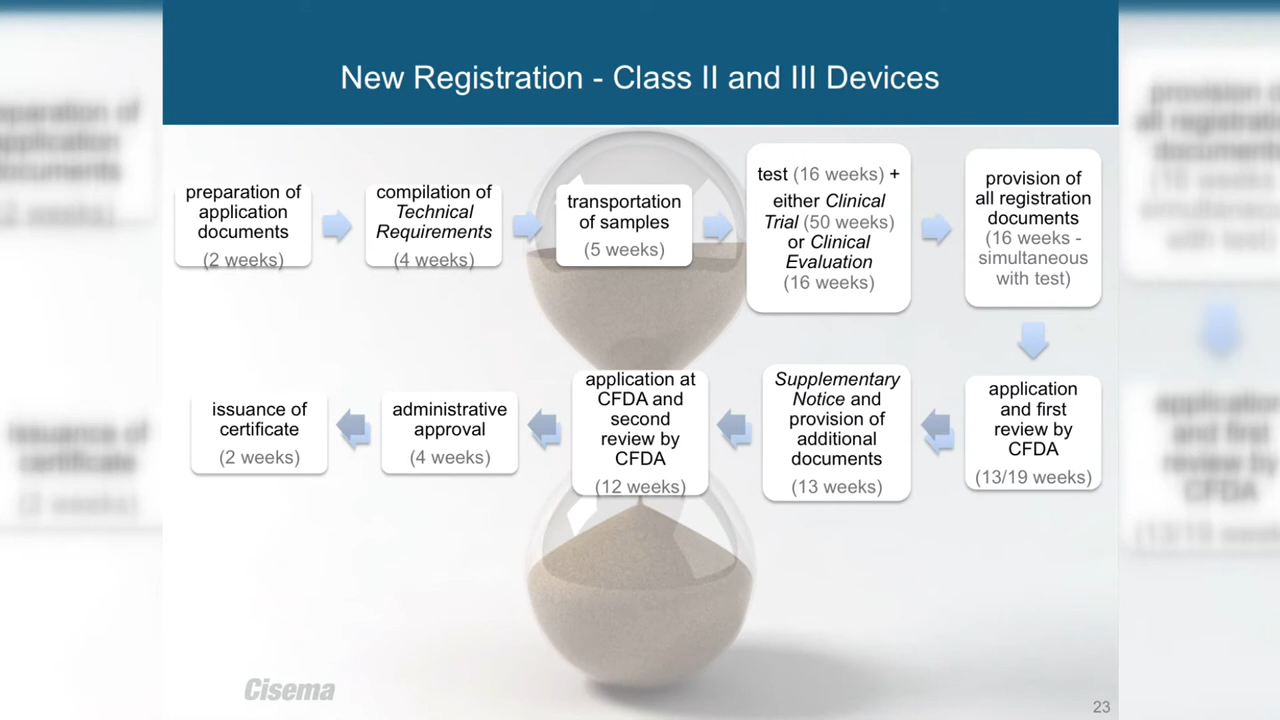 New Registration - Class II and III Devices
preparation of
application
documents
(2 weeks)
compilation of
Technical
Requirements
(4 weeks)
transportation
of samples
(5 weeks)
test (16 weeks) +
either Clinical
Trial (50 weeks)
or Clinical
Evaluation
(16 weeks)
provision of
all registration
documents
(16 weeks -
simultaneous
with test)
application
and first
review by
CFDA
(13/19 weeks)
Supplementary
Notice and
provision of
additional
documents
(13 weeks)
application at
CFDA and
second
review by
CFDA
(12 weeks)
administrative
approval
(4 weeks)
issuance of
certificate
(2 weeks)
Cisema
23